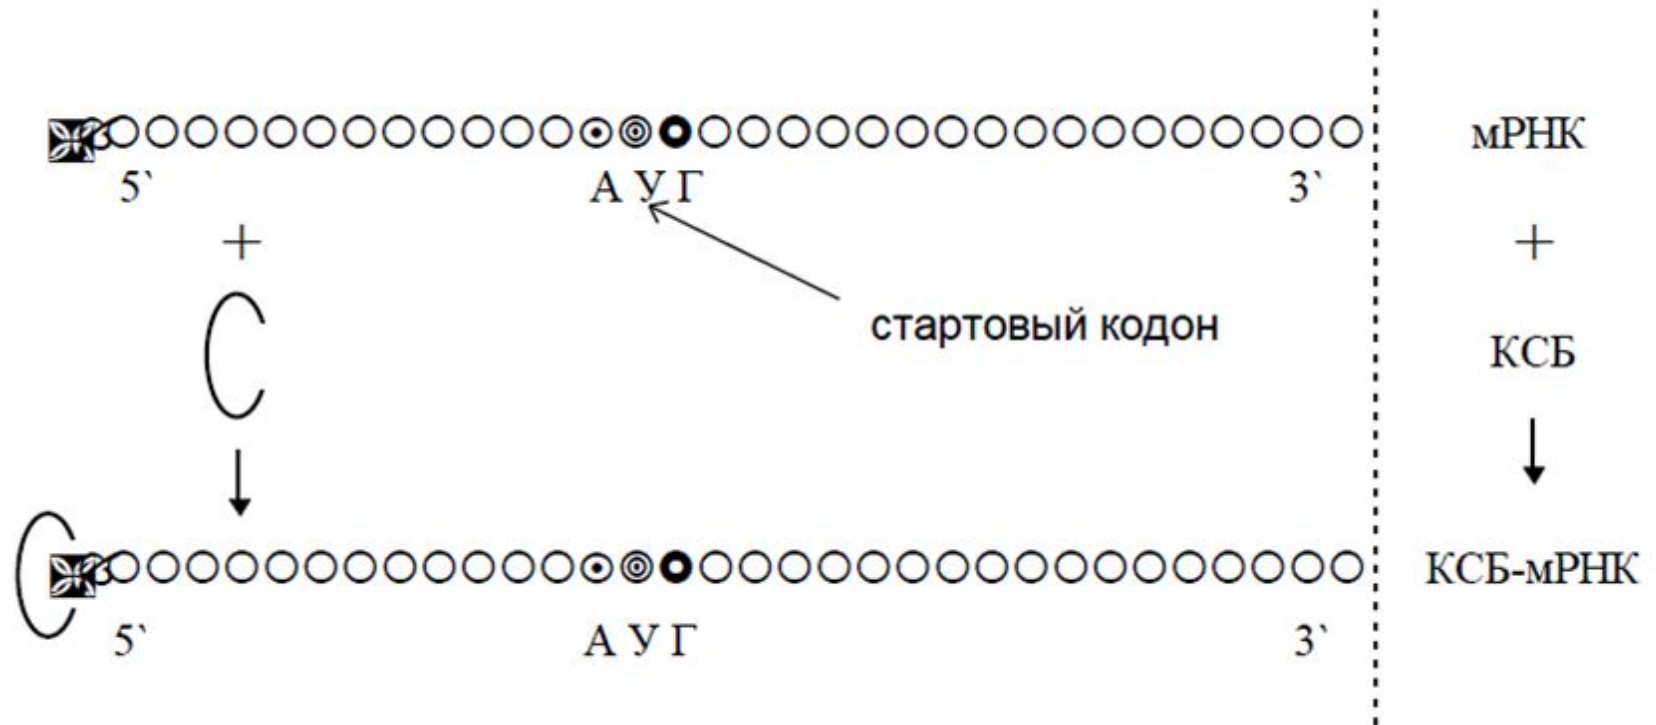 мРНК
5` А У Г 3`
+ +
стартовый кодон
КСБ
КСБ-мРНК
5` А У Г 3`